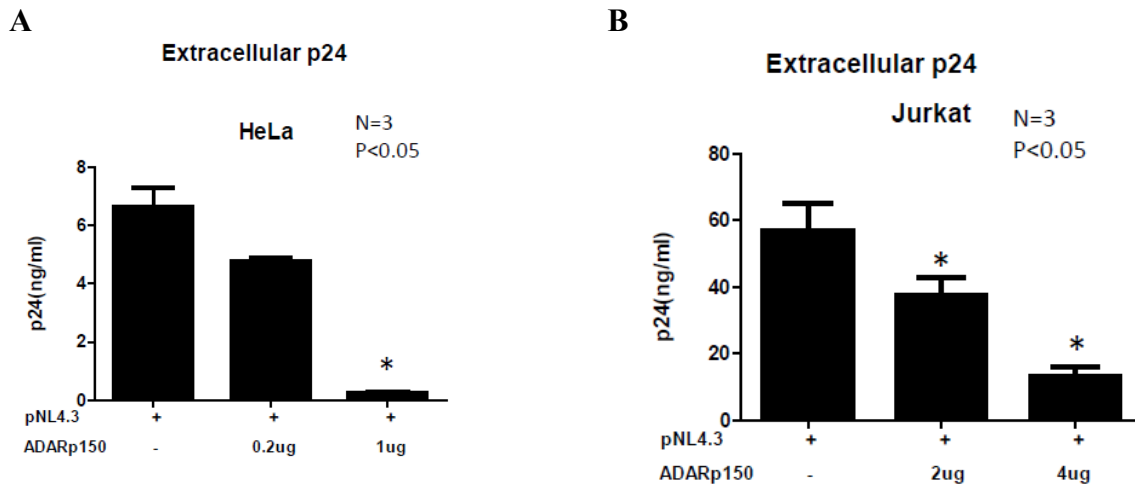 A
Extracellular p24
HeLa
N=3
P<0.05
8
6
4
2
0
p24(ng/ml)
*
pNL4.3 + + +
ADARp150 - 0.2ug 1ug
B
Extracellular p24
Jurkat
N=3
P<0.05
80
60
40
20
0
p24(ng/ml)
*
*
pNL4.3 + + +
ADARp150 - 2ug 4ug